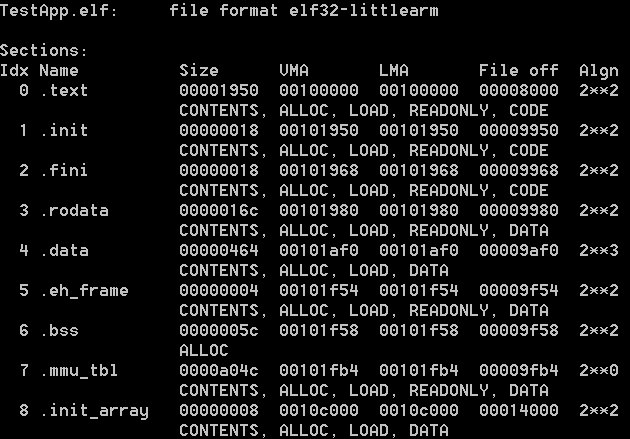 TestApp.elf:     file format elf32-littlearm

Sections:
Idx Name          Size      VMA       LMA       File off  Algn
  0 .text         00001950  00100000  00100000  00008000  2**2
                  CONTENTS, ALLOC, LOAD, READONLY, CODE
  1 .init         00000018  00101950  00101950  00009950  2**2
                  CONTENTS, ALLOC, LOAD, READONLY, CODE
  2 .fini         00000018  00101968  00101968  00009968  2**2
                  CONTENTS, ALLOC, LOAD, READONLY, CODE
  3 .rodata       0000016c  00101980  00101980  00009980  2**2
                  CONTENTS, ALLOC, LOAD, READONLY, DATA
  4 .data         00000464  00101af0  00101af0  00009af0  2**3
                  CONTENTS, ALLOC, LOAD, DATA
  5 .eh_frame     00000004  00101f54  00101f54  00009f54  2**2
                  CONTENTS, ALLOC, LOAD, READONLY, DATA
  6 .bss          0000005c  00101f58  00101f58  00009f58  2**2
                  ALLOC
  7 .mmu_tbl      0000a04c  00101fb4  00101fb4  00009fb4  2**0
                  CONTENTS, ALLOC, LOAD, READONLY, DATA
  8 .init_array   00000008  0010c000  0010c000  00014000  2**2
                  CONTENTS, ALLOC, LOAD, DATA